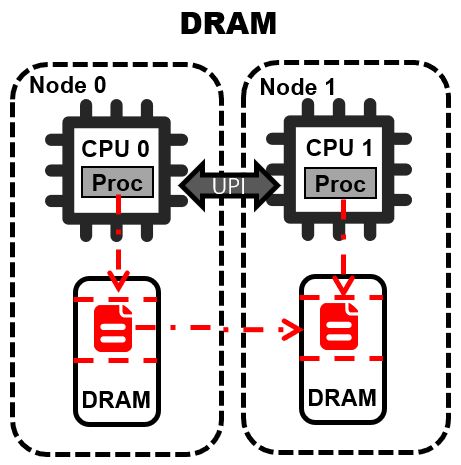 DRAM
Node 0
Node 1
CPU 0
CPU 1
Proc
UPI
Proc
DRAM
DRAM